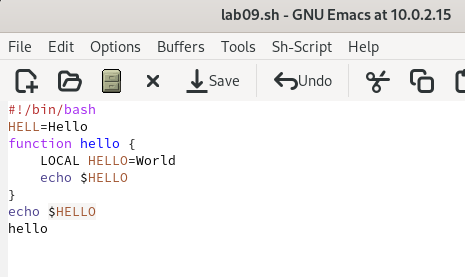 lab09.sh - GNU Emacs at 10.0.2.15
File Edit Options Buffers Tools Sh-Script Help
Save Undo
#!/bin/bash
HELL=Hello
function hello {
    LOCAL HELLO=World
    echo $HELLO
}
echo $HELLO
hello